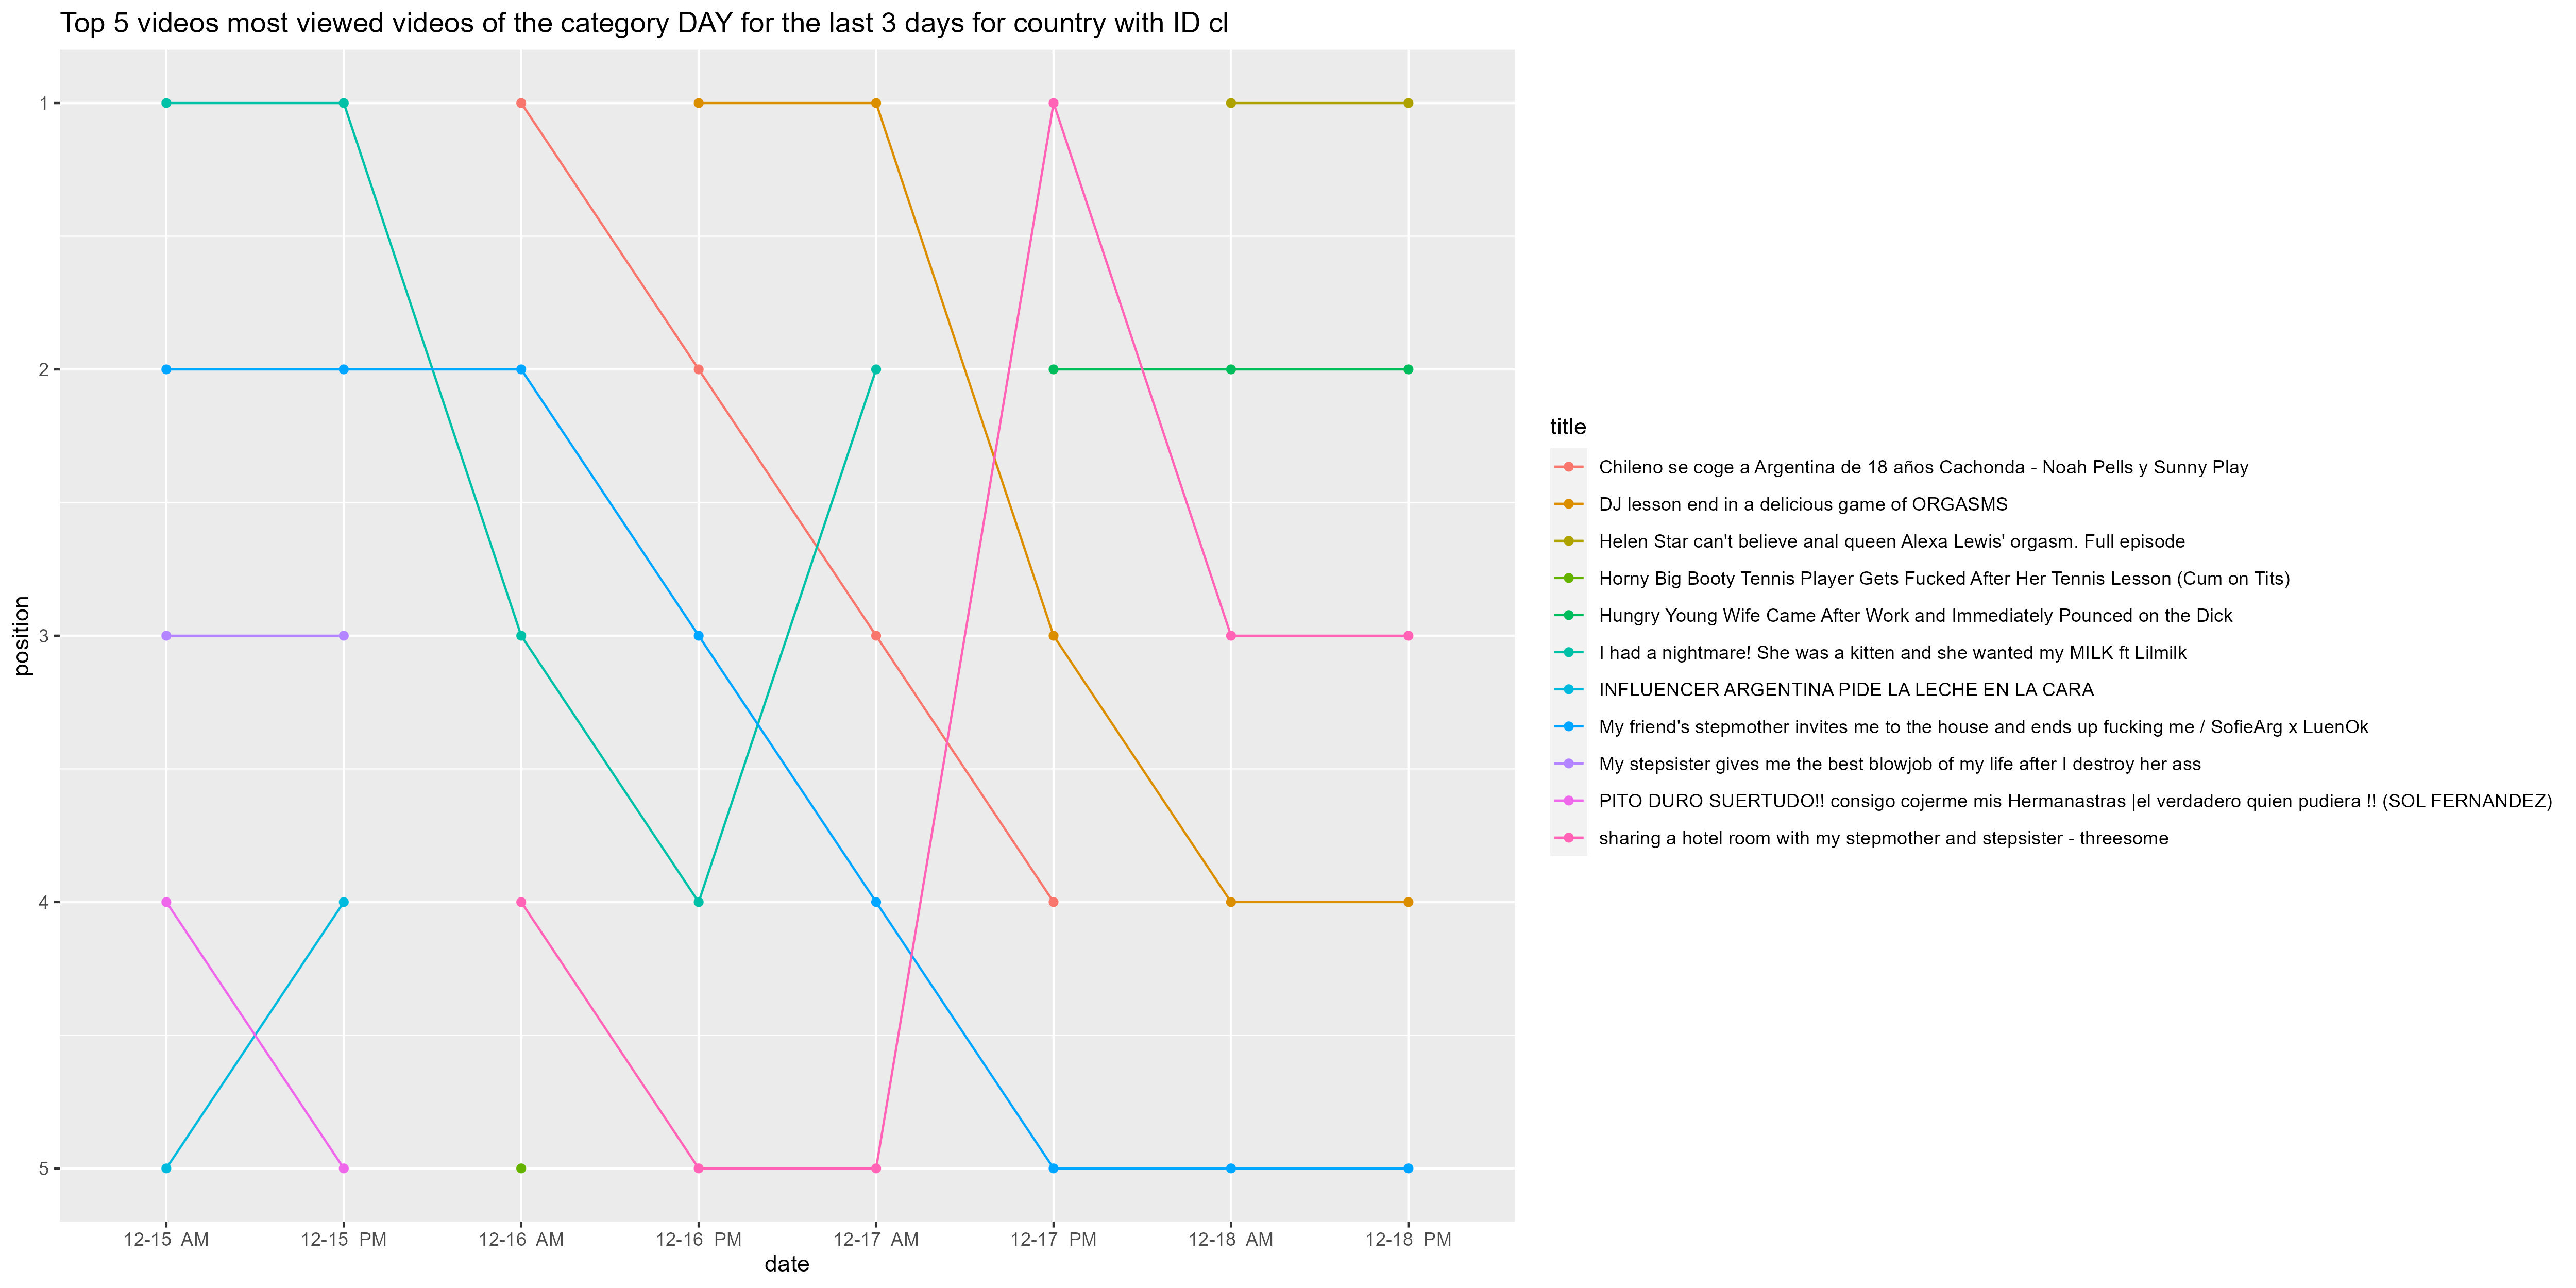 Top 5 videos most viewed videos of the category DAY for the last 3 days for country with ID cl
position
1
2
3
4
5
12-15 AM
12-15 PM
12-16 AM
12-16 PM
12-17 AM
12-17 PM
12-18 AM
12-18 PM
date
title
Chileno se coge a Argentina de 18 años Cachonda - Noah Pells y Sunny Play
DJ lesson end in a delicious game of ORGASMS
Helen Star can't believe anal queen Alexa Lewis' orgasm. Full episode
Horny Big Booty Tennis Player Gets Fucked After Her Tennis Lesson (Cum on Tits)
Hungry Young Wife Came After Work and Immediately Pounced on the Dick
I had a nightmare! She was a kitten and she wanted my MILK ft Lilmilk
INFLUENCER ARGENTINA PIDE LA LECHE EN LA CARA
My friend's stepmother invites me to the house and ends up fucking me / SofieArg x LuenOk
My stepsister gives me the best blowjob of my life after I destroy her ass
PITO DURO SUERTUDO!! consigo cojerme mis Hermanastras |el verdadero quien pudiera !! (SOL FERNANDEZ)
sharing a hotel room with my stepmother and stepsister - threesome